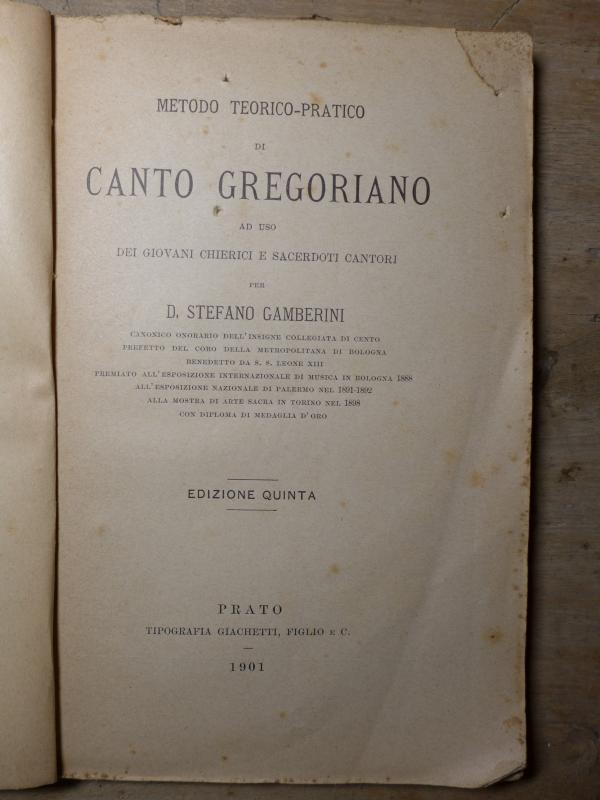 METODO TEORICO-PRATICO
DI
CANTO GREGORIANO
AD USO
DEI GIOVANI CHIERICI E SACERDOTI CANTORI
PER
D. STEFANO GAMBERINI
CANONICO ONORARIO DELL'INSIGNE COLLEGIATA DI CENTO
PREFETTO DEL CORO DELLA METROPOLITANA DI BOLOGNA
BENEDETTO DA S. S. LEONE XIII
PREMIATO ALL'ESPOSIZIONE INTERNAZIONALE DI MUSICA IN BOLOGNA 1888
ALL'ESPOSIZIONE NAZIONALE DI PALERMO NEL 1891-1892
ALLA MOSTRA DI ARTE SACRA IN TORINO NEL 1898
CON DIPLOMA DI MEDAGLIA D'ORO
EDIZIONE QUINTA
PRATO
TIPOGRAFIA GIACHETTI, FIGLIO E C.
1901